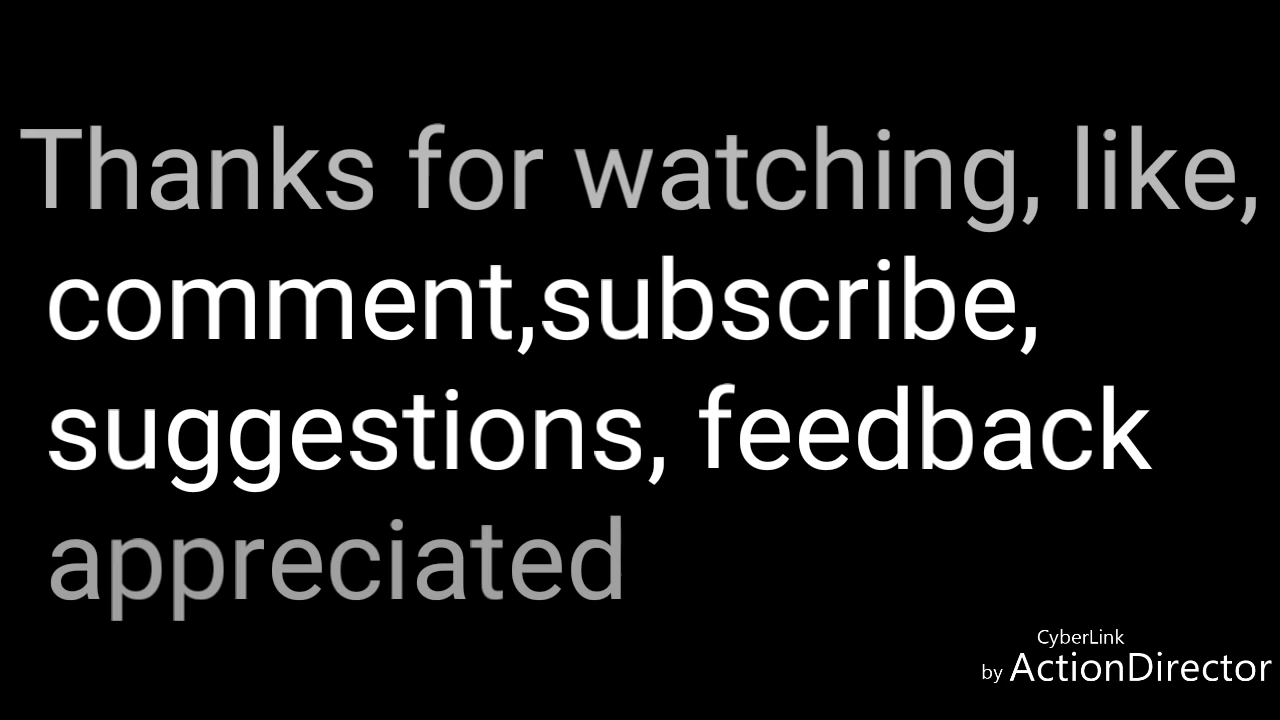 Thanks for watching, like,
comment,subscribe,
suggestions, feedback
appreciated
CyberLink
by ActionDirector